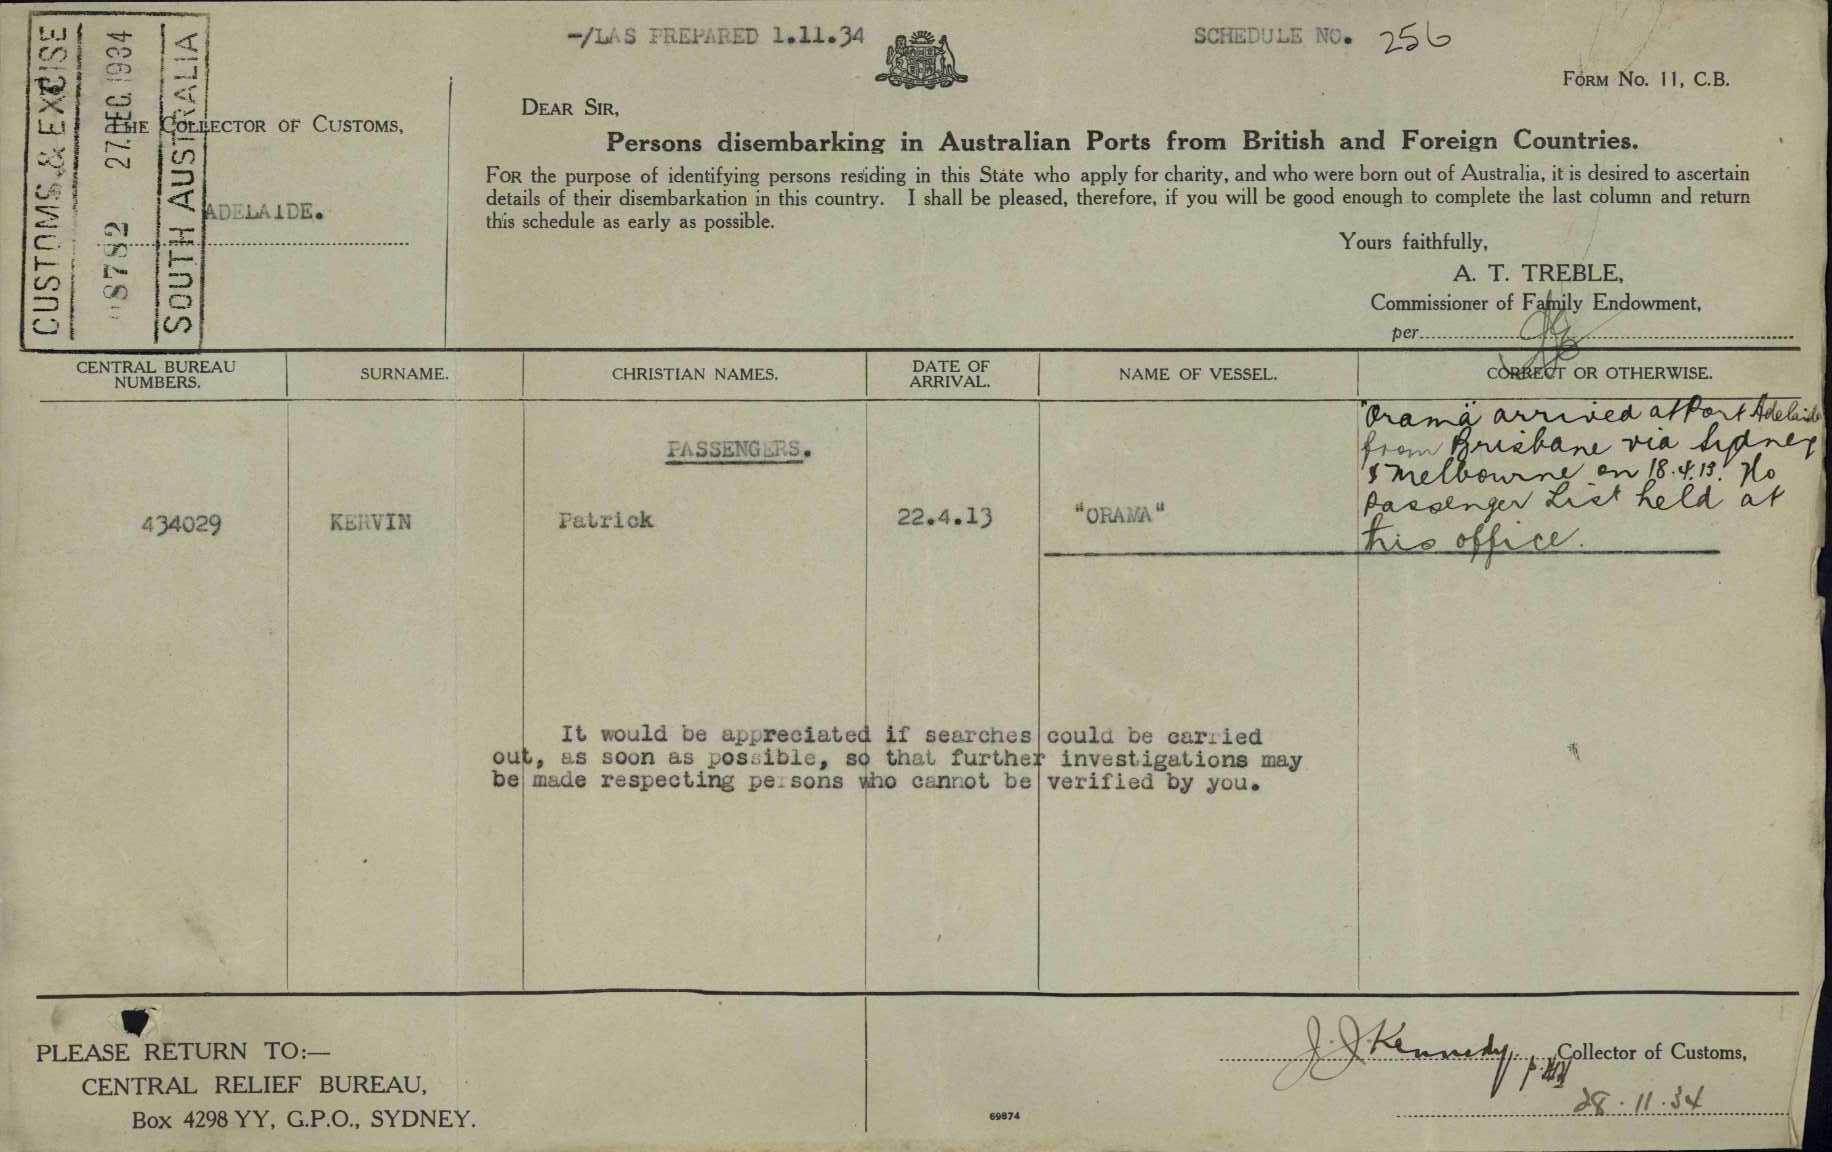 -/LAS PREPARED 1.11.34
SCHEDULE NO. 256
FORM No. 11, C.B.
CUSTOMS & EXCISE
27 DEC 1934
8782
SOUTH AUSTRALIA
THE COLLECTOR OF CUSTOMS,
ADELAIDE.
DEAR SIR,
Persons disembarking in Australian Ports from British and Foreign Countries.
FOR the purpose of identifying persons residing in this State who apply for charity, and who were born out of Australia, it is desired to ascertain
details of their disembarkation in this country. I shall be pleased, therefore, if you will be good enough to complete the last column and return
this schedule as early as possible.
Yours faithfully,
A. T. TREBLE,
Commissioner of Family Endowment,
per
CENTRAL BUREAU NUMBERS.
SURNAME.
CHRISTIAN NAMES.
DATE OF ARRIVAL.
NAME OF VESSEL.
CORRECT OR OTHERWISE.
PASSENGERS.
434029 KERVIN Patrick 22.4.13 "ORAMA"
"Orama" arrived at Port Adelaide
from Brisbane via Sydney
& Melbourne on 18.4.13. No
Passenger List held at
this office.
It would be appreciated if searches could be carried
out, as soon as possible, so that further investigations may
be made respecting persons who cannot be verified by you.
PLEASE RETURN TO:—
CENTRAL RELIEF BUREAU,
Box 4298 YY, G.P.O., SYDNEY.
69874
J. J. Kennedy. Collector of Customs,
28.11.34